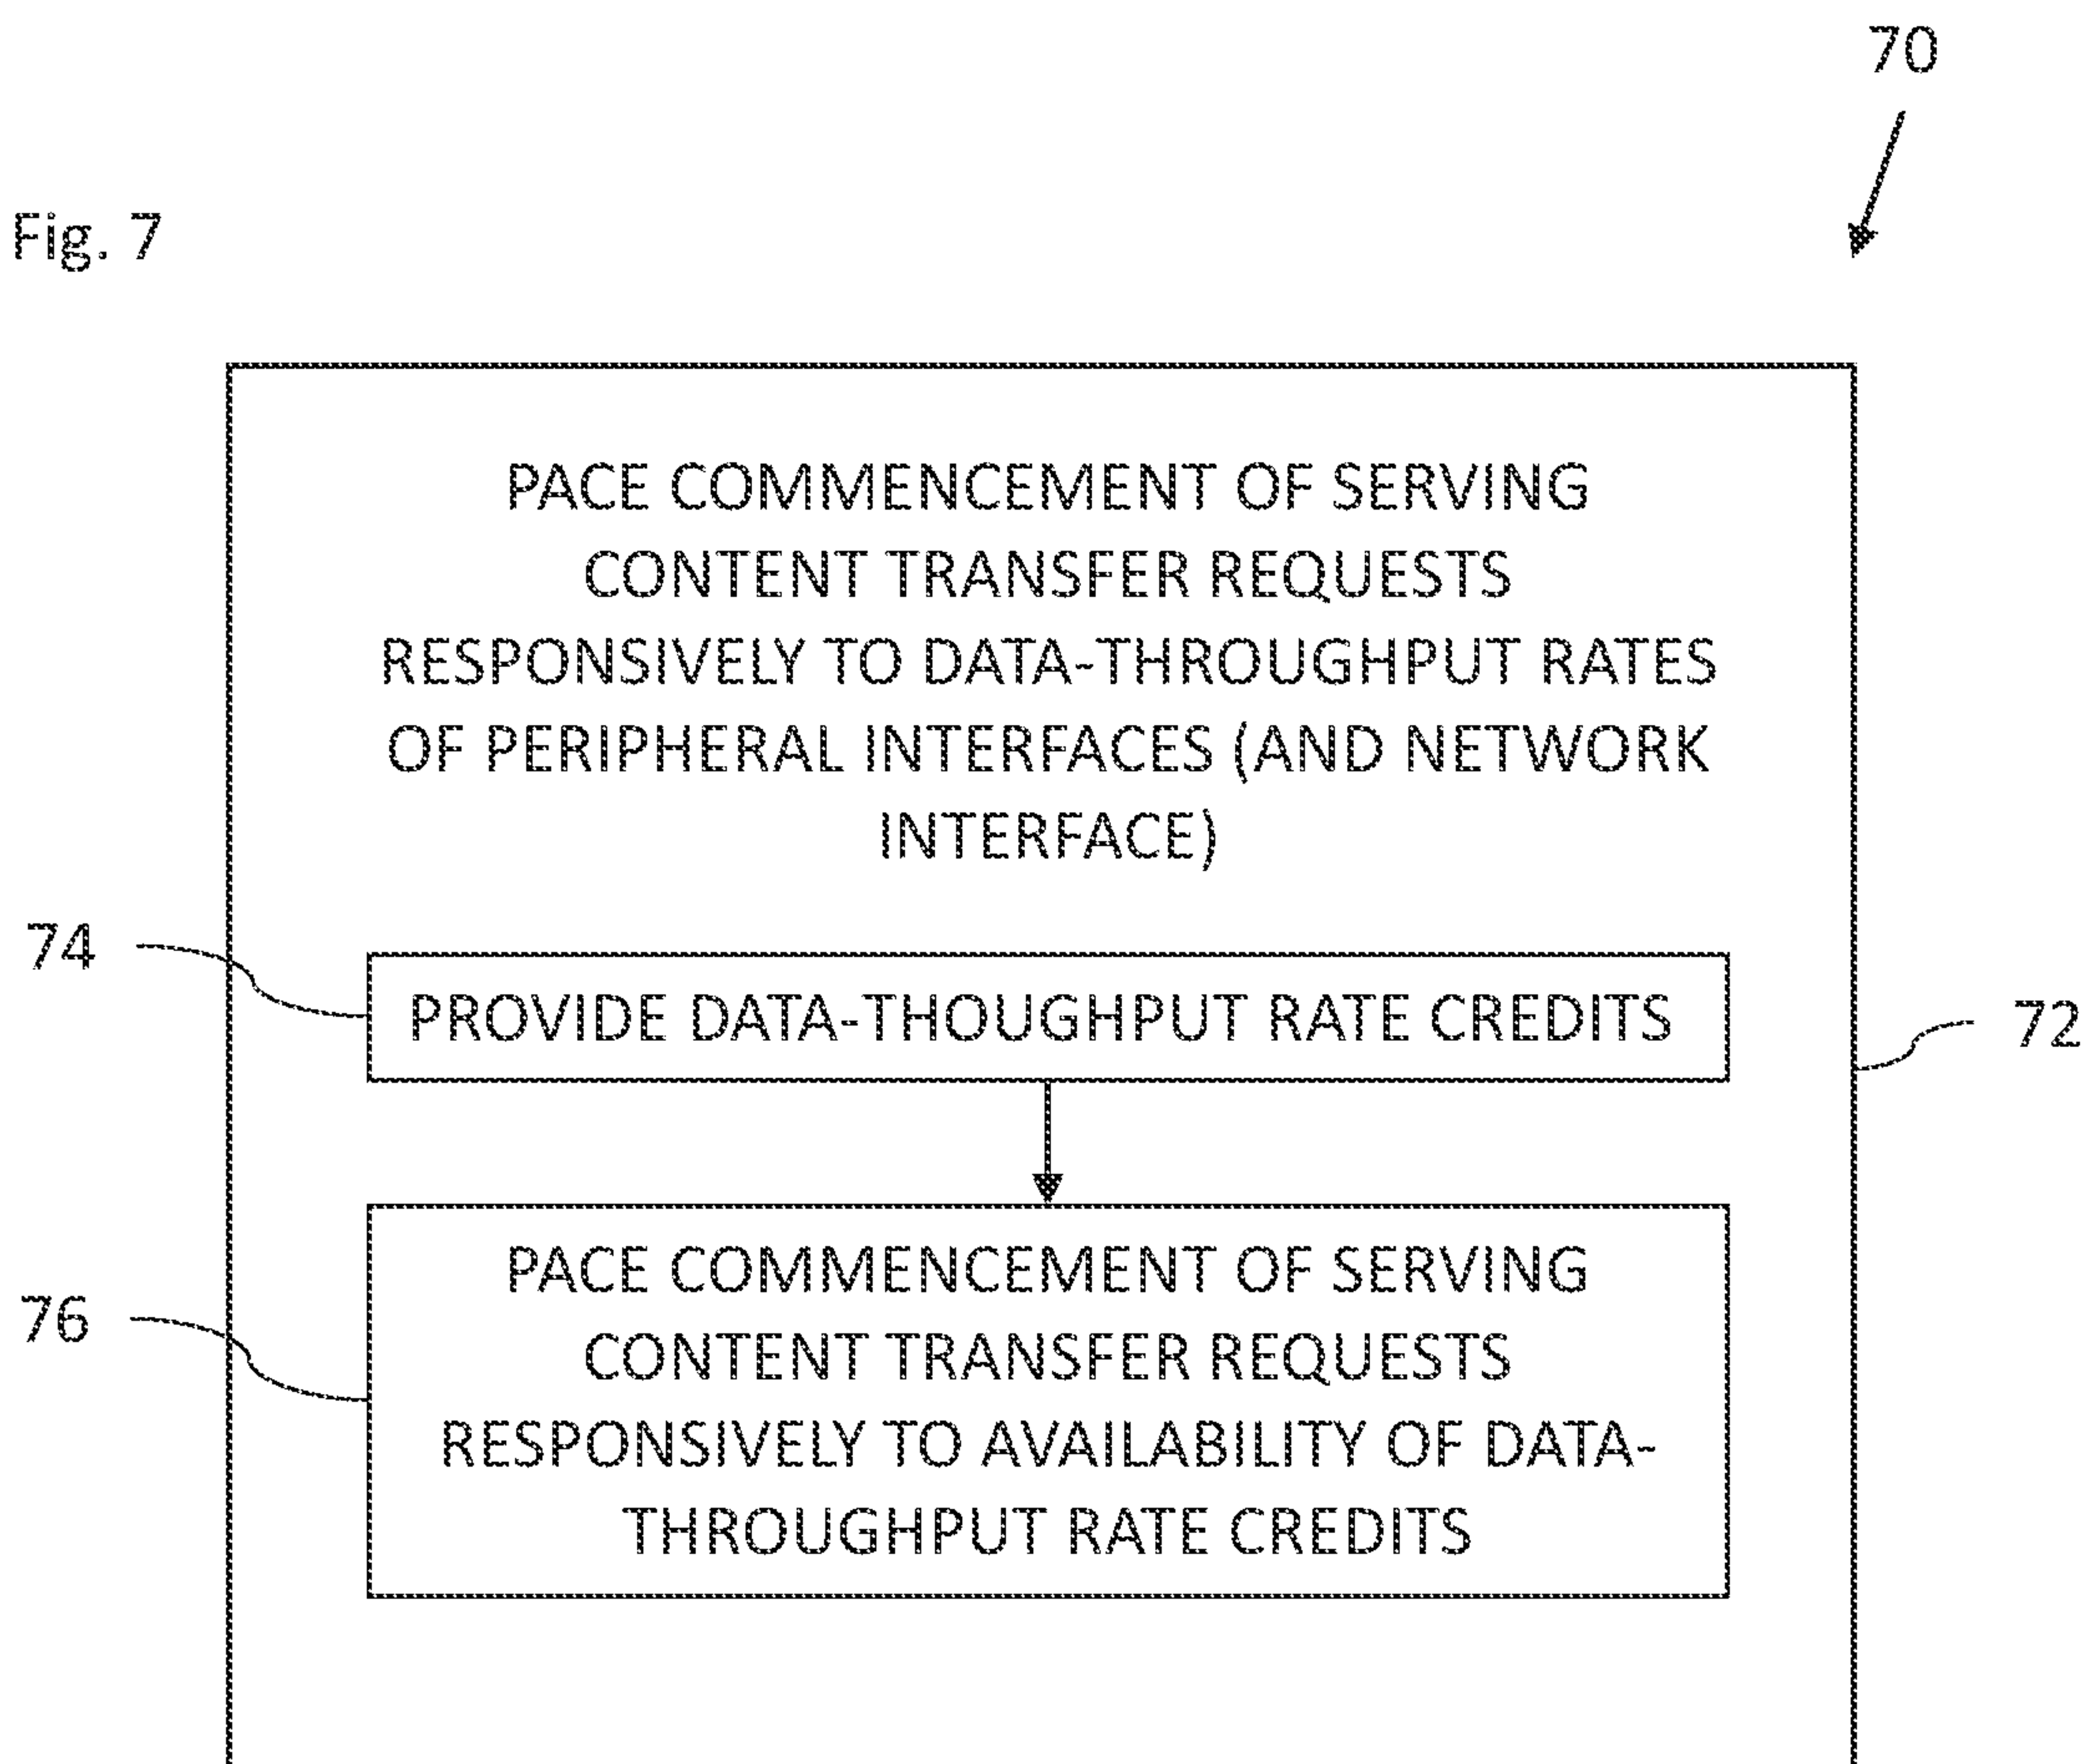 70
Fig. 7
PACE COMMENCEMENT OF SERVING
CONTENT TRANSFER REQUESTS
RESPONSIVELY TO DATA-THROUGHPUT RATES
OF PERIPHERAL INTERFACES (AND NETWORK
INTERFACE)
74
PROVIDE DATA-THOUGHPUT RATE CREDITS
72
76
PACE COMMENCEMENT OF SERVING
CONTENT TRANSFER REQUESTS
RESPONSIVELY TO AVAILABILITY OF DATA-
THROUGHPUT RATE CREDITS